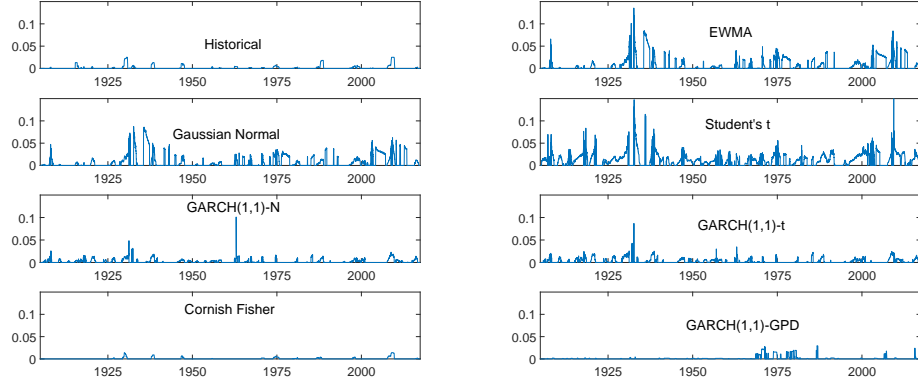 0.15
0.1
0.05
0
Historical
1925 1950 1975 2000
0.1
0.05
0
EWMA
1925 1950 1975 2000
0.1
0.05
0
Gaussian Normal
1925 1950 1975 2000
0.1
0.05
0
Student's t
1925 1950 1975 2000
GARCH(1,1)-N
0.1
0.05
0
1925 1950 1975 2000
0.1
0.05
0
GARCH(1,1)-t
1925 1950 1975 2000
0.1
0.05
0
Cornish Fisher
1925 1950 1975 2000
0.1
0.05
0
GARCH(1,1)-GPD
1925 1950 1975 2000